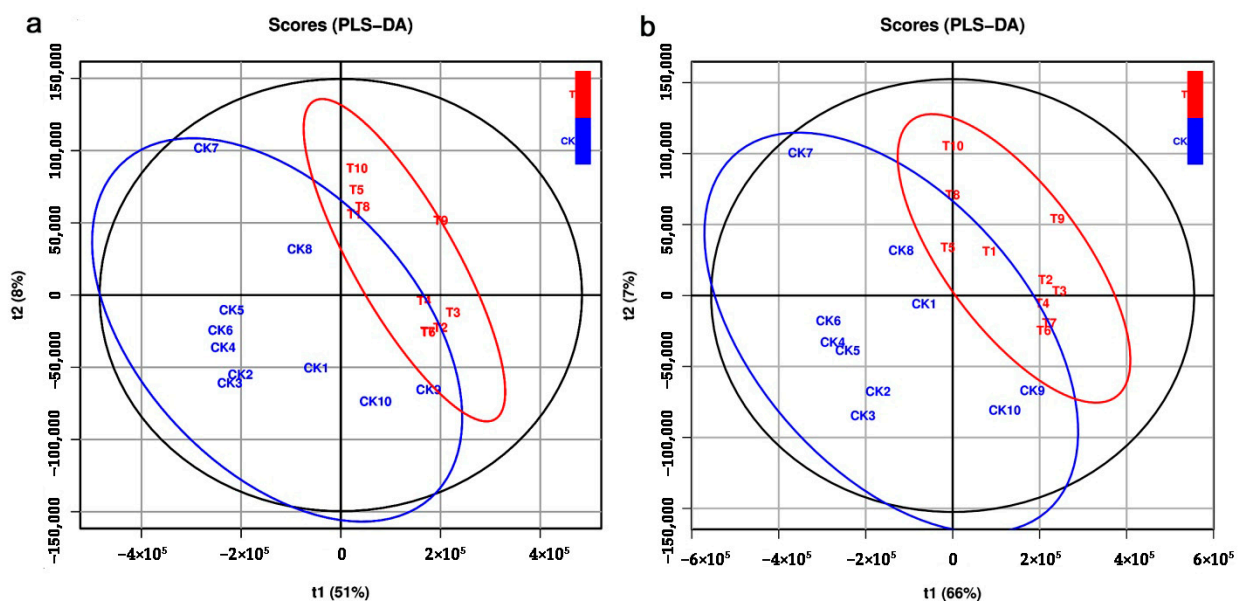 a
Scores (PLS−DA)
t2 (8%)
150,000
100,000
50,000
0
−50,000
−100,000
−150,000
T
CK
CK7
T10
T5
T8
T9
CK8
CK5
T4
T3
CK6
T2
T6
CK4
CK1
CK2
CK3
CK9
CK10
−4×10⁵
−2×10⁵
0
2×10⁵
4×10⁵
t1 (51%)
b
Scores (PLS−DA)
t2 (7%)
150,000
100,000
50,000
0
−50,000
−100,000
−150,000
T
CK
CK7
T10
T8
T9
CK8
T5
T1
T2
T3
CK1
T4
CK6
T7
T6
CK4
CK5
CK2
CK9
CK3
CK10
−6×10⁵
−4×10⁵
−2×10⁵
0
2×10⁵
4×10⁵
6×10⁵
t1 (66%)